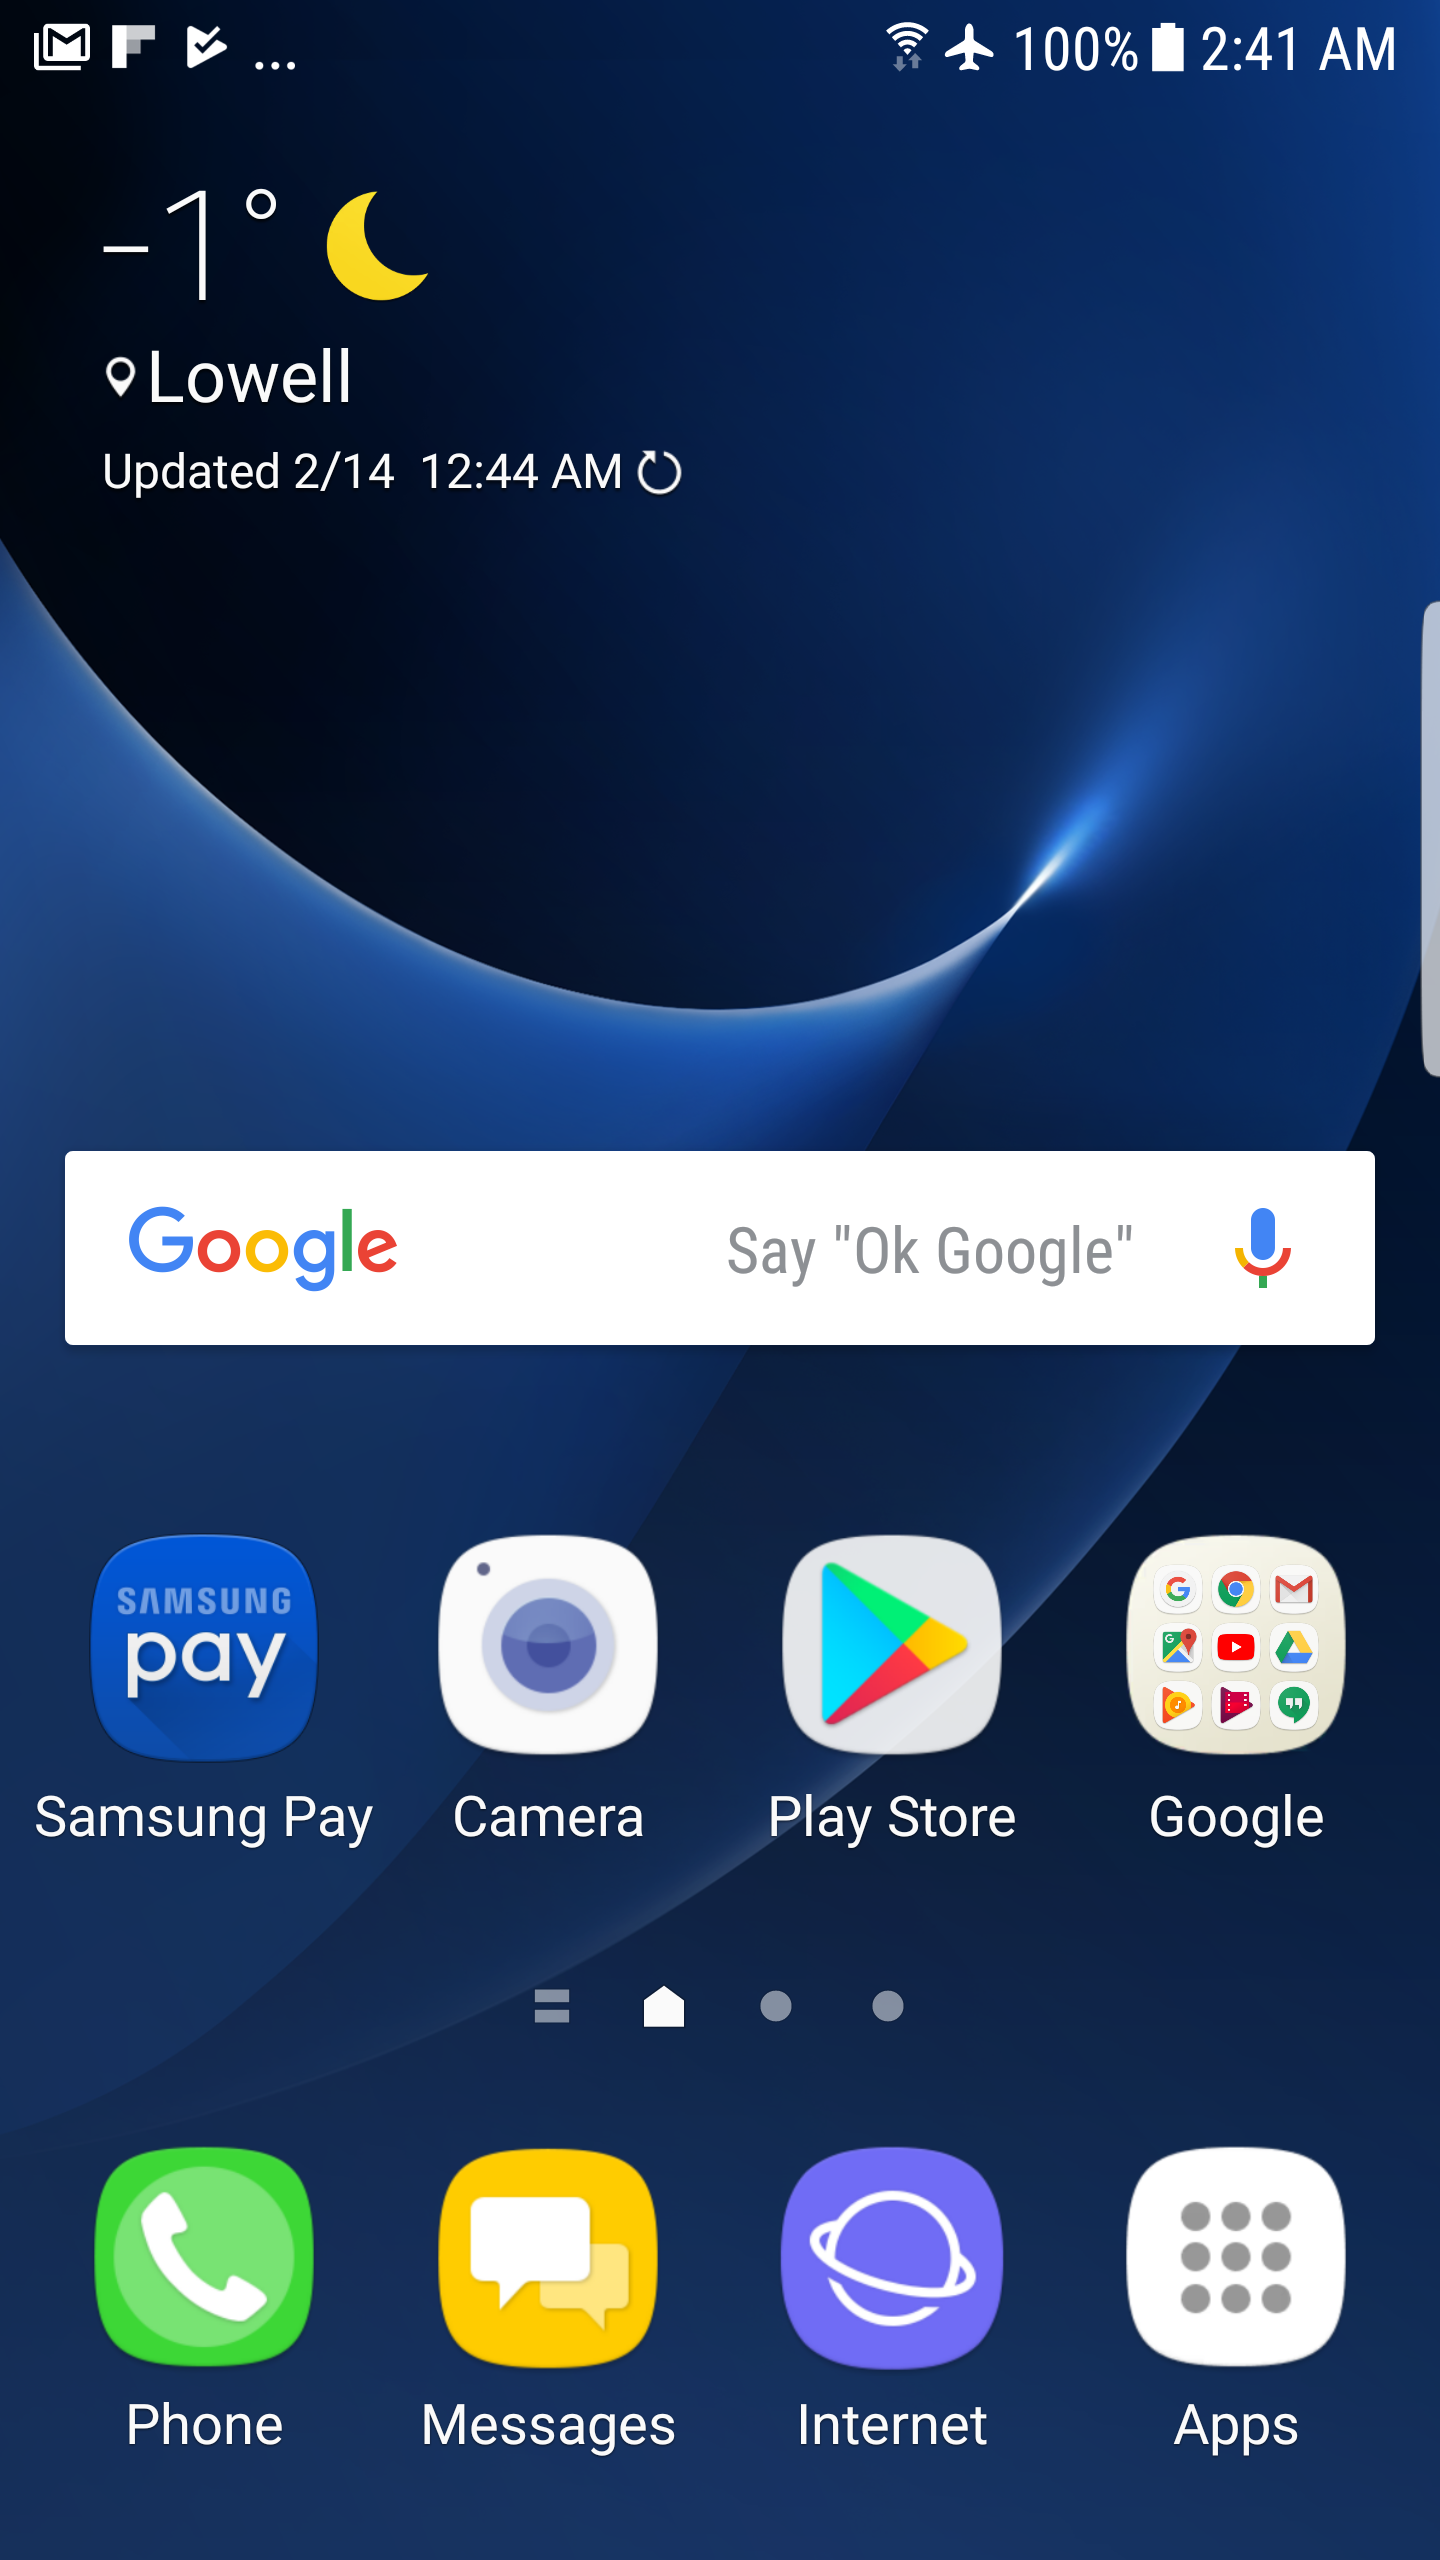 ... 100% 2:41 AM
-1°
Lowell
Updated 2/14 12:44 AM
Google Say "Ok Google"
SAMSUNG
pay
Samsung Pay Camera Play Store Google
Phone Messages Internet Apps